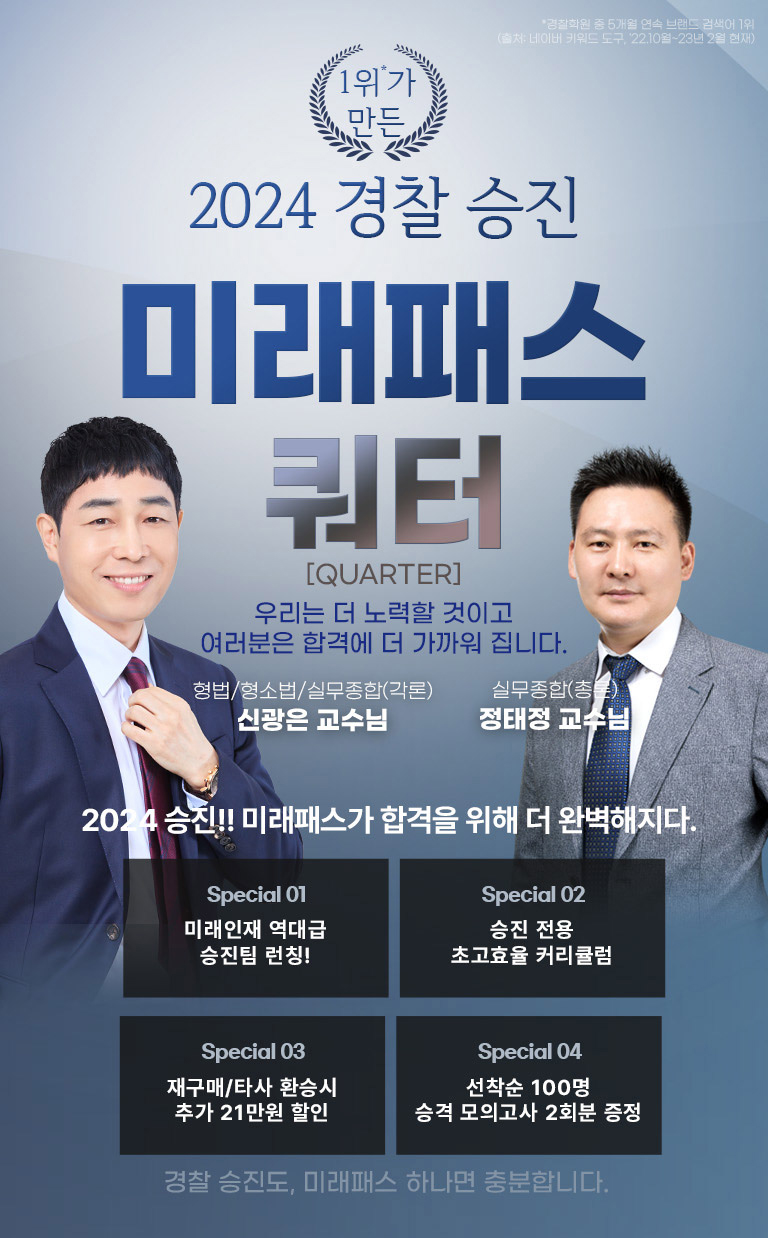 *경찰학원 중 5개월 연속 브랜드 검색어 1위
(출처: 네이버 키워드 도구, '22.10월~23년 2월 현재)
1위*가
만든
2024 경찰 승진
미래패스
쿼터
[QUARTER]
우리는 더 노력할 것이고
여러분은 합격에 더 가까워 집니다.
형법/형소법/실무종합(각론)
신광은 교수님
실무종합(총론)
정태정 교수님
2024 승진!! 미래패스가 합격을 위해 더 완벽해지다.
Special 01
미래인재 역대급
승진팀 런칭!
Special 02
승진 전용
초고효율 커리큘럼
Special 03
재구매/타사 환승시
추가 21만원 할인
Special 04
선착순 100명
승격 모의고사 2회분 증정
경찰 승진도, 미래패스 하나면 충분합니다.